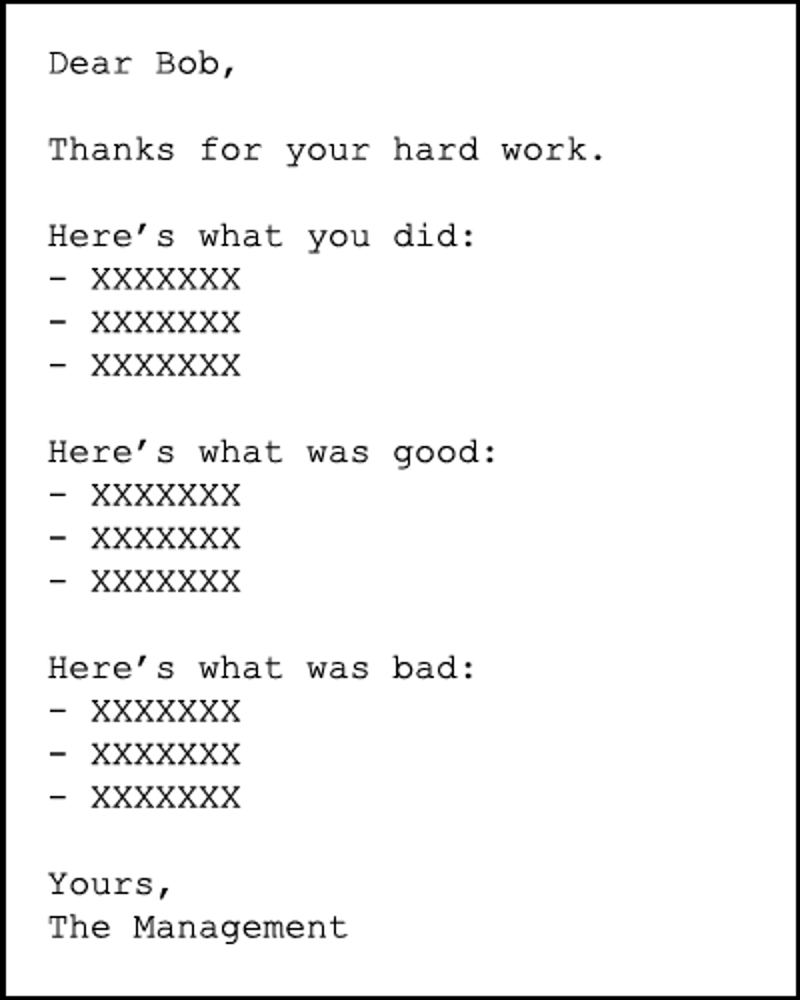 Dear Bob,
Thanks for your hard work.
Here’s what you did:
- XXXXXXX
- XXXXXXX
- XXXXXXX
Here’s what was good:
- XXXXXXX
- XXXXXXX
- XXXXXXX
Here’s what was bad:
- XXXXXXX
- XXXXXXX
- XXXXXXX
Yours,
The Management